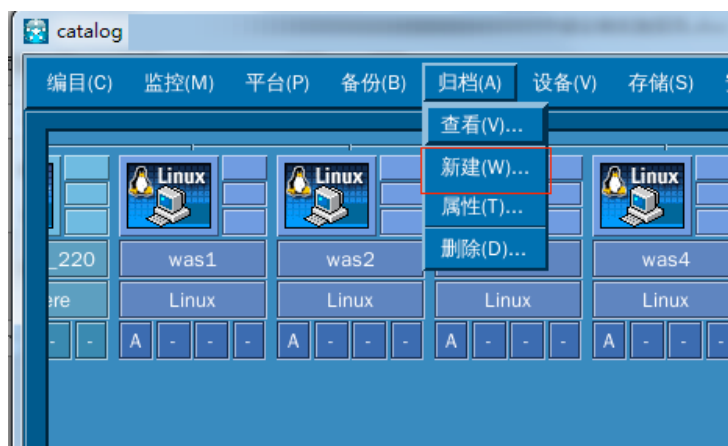 catalog
编目(C) 监控(M) 平台(P) 备份(B) 归档(A) 设备(V) 存储(S)
查看(V)...
新建(W)...
属性(T)...
删除(D)...
Linux Linux Linux
_220 was1 was2 was4
ere Linux Linux Linux Linux
- - A - - - A - - - A - - - A - - -